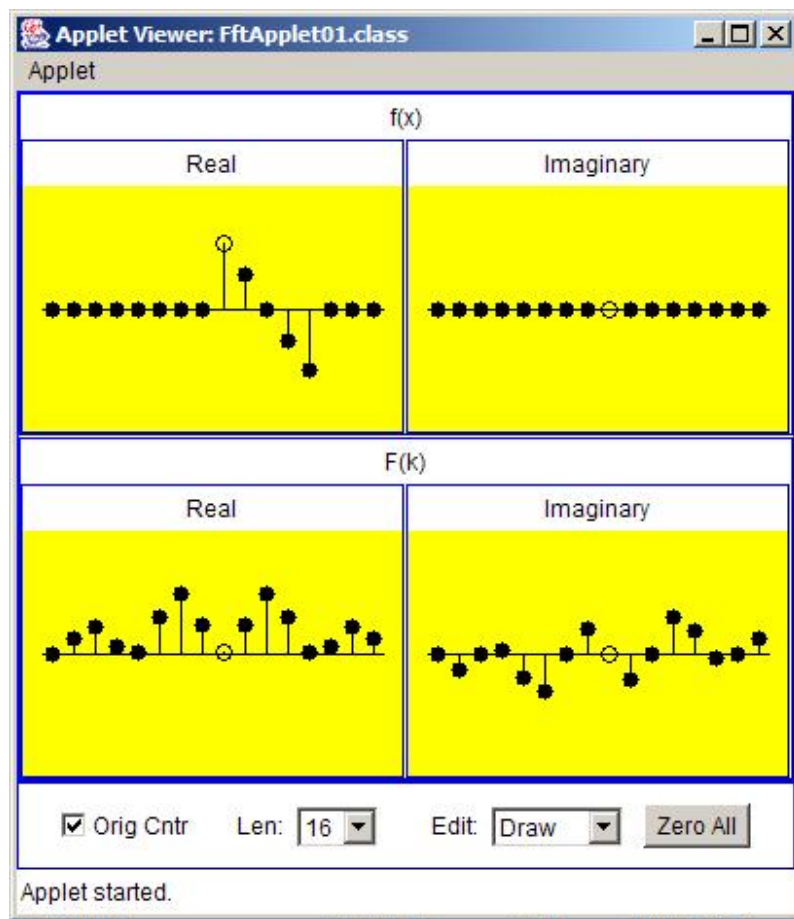 Applet Viewer: FftApplet01.class
Applet
f(x)
Real Imaginary
F(k)
Real Imaginary
Orig Cntr Len: 16 Edit: Draw Zero All
Applet started.